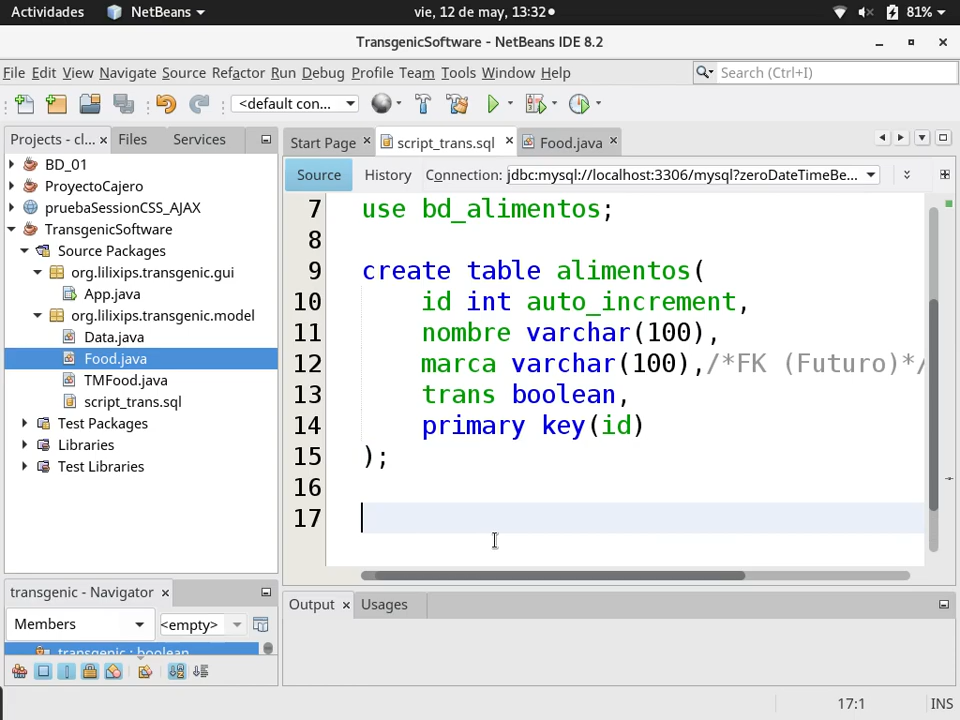 Actividades NetBeans vie, 12 de may, 13:32 81%
TransgenicSoftware - NetBeans IDE 8.2
File Edit View Navigate Source Refactor Run Debug Profile Team Tools Window Help Search (Ctrl+I)
<default con...
Projects - cl... × Files Services
Start Page × script_trans.sql × Food.java ×
Source History Connection: jdbc:mysql://localhost:3306/mysql?zeroDateTimeBe...
BD_01
ProyectoCajero
pruebaSessionCSS_AJAX
TransgenicSoftware
Source Packages
org.lilixips.transgenic.gui
App.java
org.lilixips.transgenic.model
Data.java
Food.java
TMFood.java
script_trans.sql
Test Packages
Libraries
Test Libraries
7 use bd_alimentos;
8
9 create table alimentos(
10 id int auto_increment,
11 nombre varchar(100),
12 marca varchar(100),/*FK (Futuro)*/
13 trans boolean,
14 primary key(id)
15 );
16
17
transgenic - Navigator ×
Members <empty>
transgenic : boolean
Output × Usages
17:1 INS